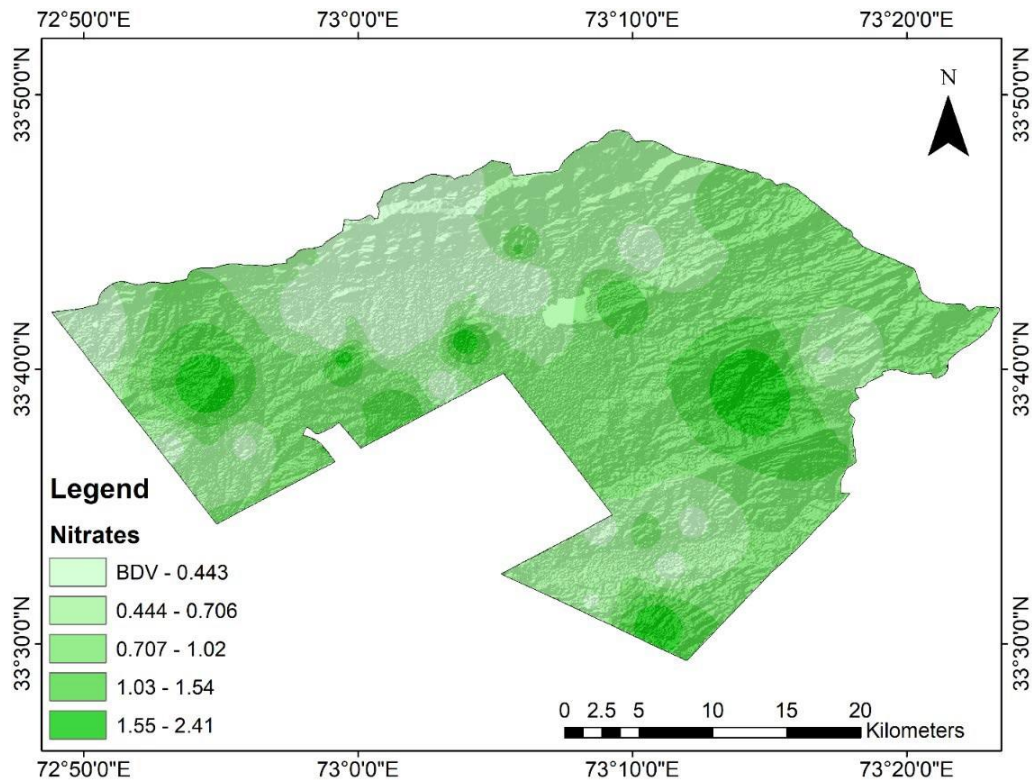 72°50'0"E 73°0'0"E 73°10'0"E 73°20'0"E
N
33°50'0"N 33°50'0"N
33°40'0"N 33°40'0"N
33°30'0"N 33°30'0"N
Legend
Nitrates
BDV - 0.443
0.444 - 0.706
0.707 - 1.02
1.03 - 1.54
1.55 - 2.41
0 2.5 5 10 15 20
Kilometers
72°50'0"E 73°0'0"E 73°10'0"E 73°20'0"E